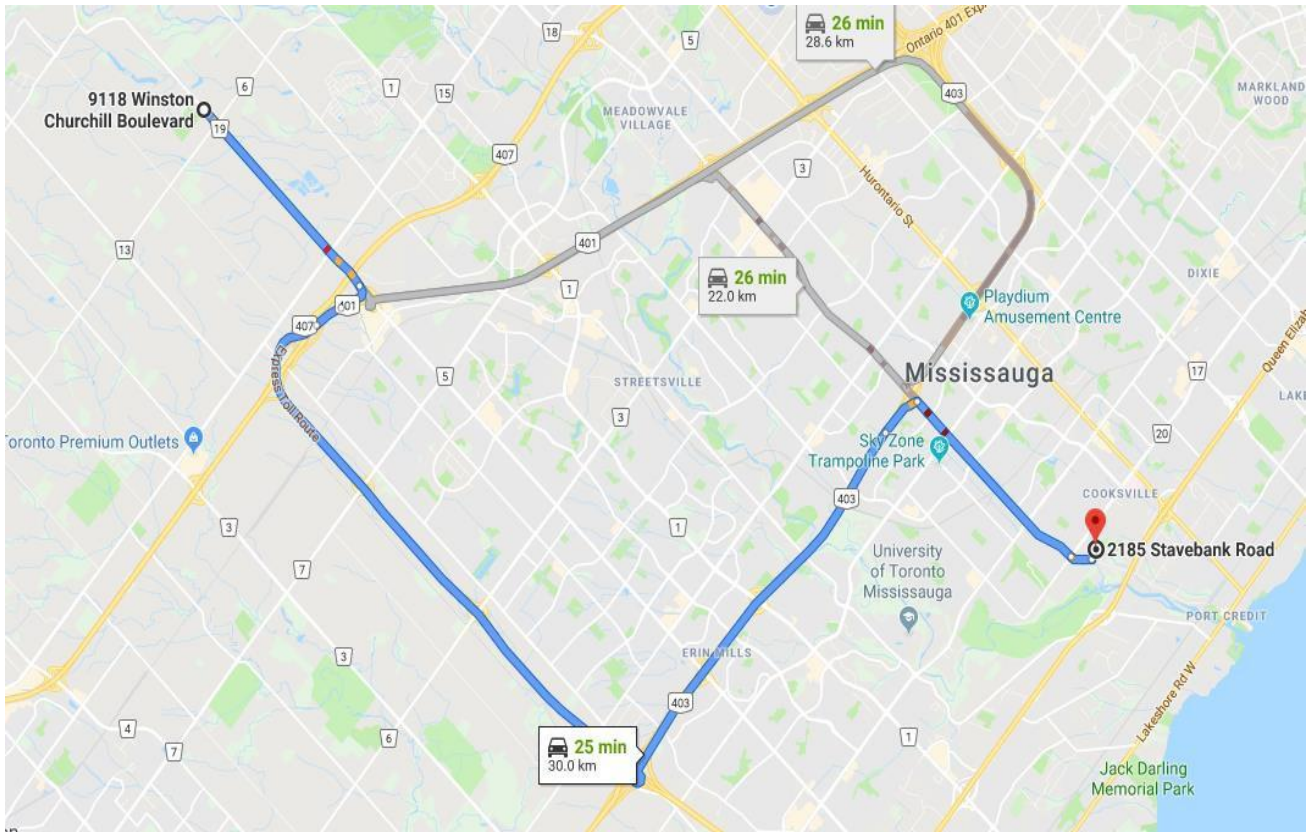 26 min
28.6 km
Ontario 401 Exp
18
5
403
MARKLAND
WOOD
6
1
15
9118 Winston
Churchill Boulevard
19
MEADOWVALE
VILLAGE
407
3
Hurontario St
13
401
DIXIE
26 min
22.0 km
1
401
407
Playdium
Amusement Centre
Express Toll Route
5
STREETSVILLE
Mississauga
17
Queen Elizab
LAKE
3
Toronto Premium Outlets
20
Sky Zone
Trampoline Park
COOKSVILLE
403
3
1
2185 Stavebank Road
University
of Toronto
Mississauga
7
PORT CREDIT
3
ERIN MILLS
Lakeshore Rd W
403
4
7
6
1
25 min
30.0 km
Jack Darling
Memorial Park